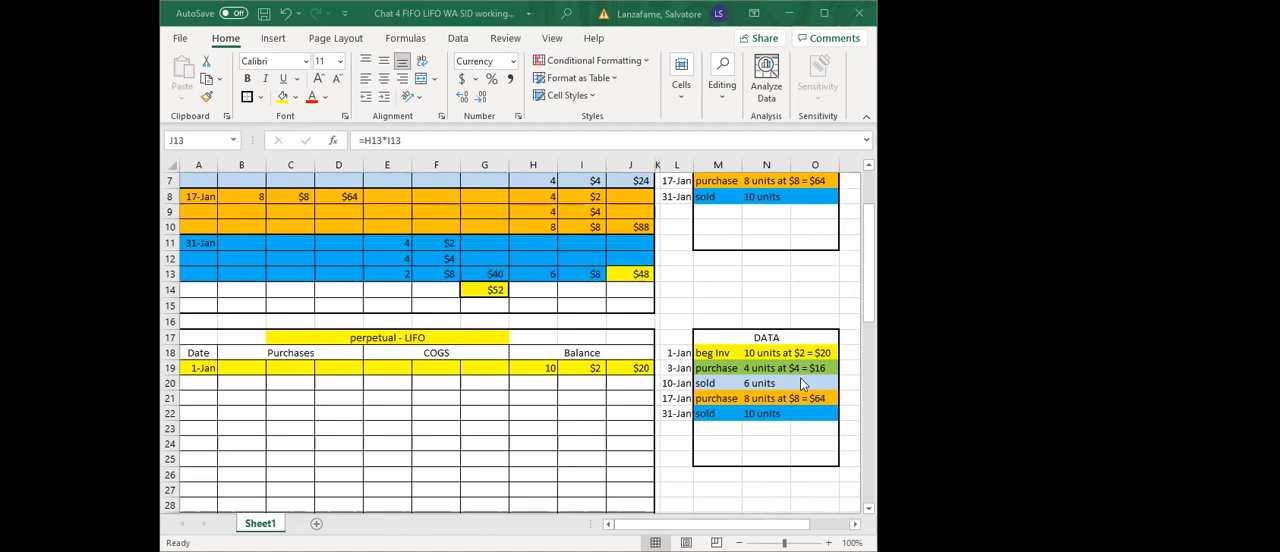 AutoSave Off Chat 4 FIFO LIFO WA SID working... Lanzafame, Salvatore LS
File Home Insert Page Layout Formulas Data Review View Help Share Comments
Paste Calibri 11 Currency Conditional Formatting Format as Table Cell Styles Cells Editing Analyze Data Sensitivity
Clipboard Font Alignment Number Styles Analysis Sensitivity
J13 fx =H13*I13
A B C D E F G H I J K L M N O
7 4 $4 $24 17-Jan purchase 8 units at $8 = $64
8 17-Jan 8 $8 $64 4 $2 31-Jan sold 10 units
9 4 $4
10 8 $8 $88
11 31-Jan 4 $2
12 4 $4
13 2 $8 $40 6 $8 $48
14 $52
15
16
17 perpetual - LIFO DATA
18 Date Purchases COGS Balance 1-Jan beg Inv 10 units at $2 = $20
19 1-Jan 10 $2 $20 3-Jan purchase 4 units at $4 = $16
20 10-Jan sold 6 units
21 17-Jan purchase 8 units at $8 = $64
22 31-Jan sold 10 units
23
24
25
26
27
28
Sheet1
Ready 100%